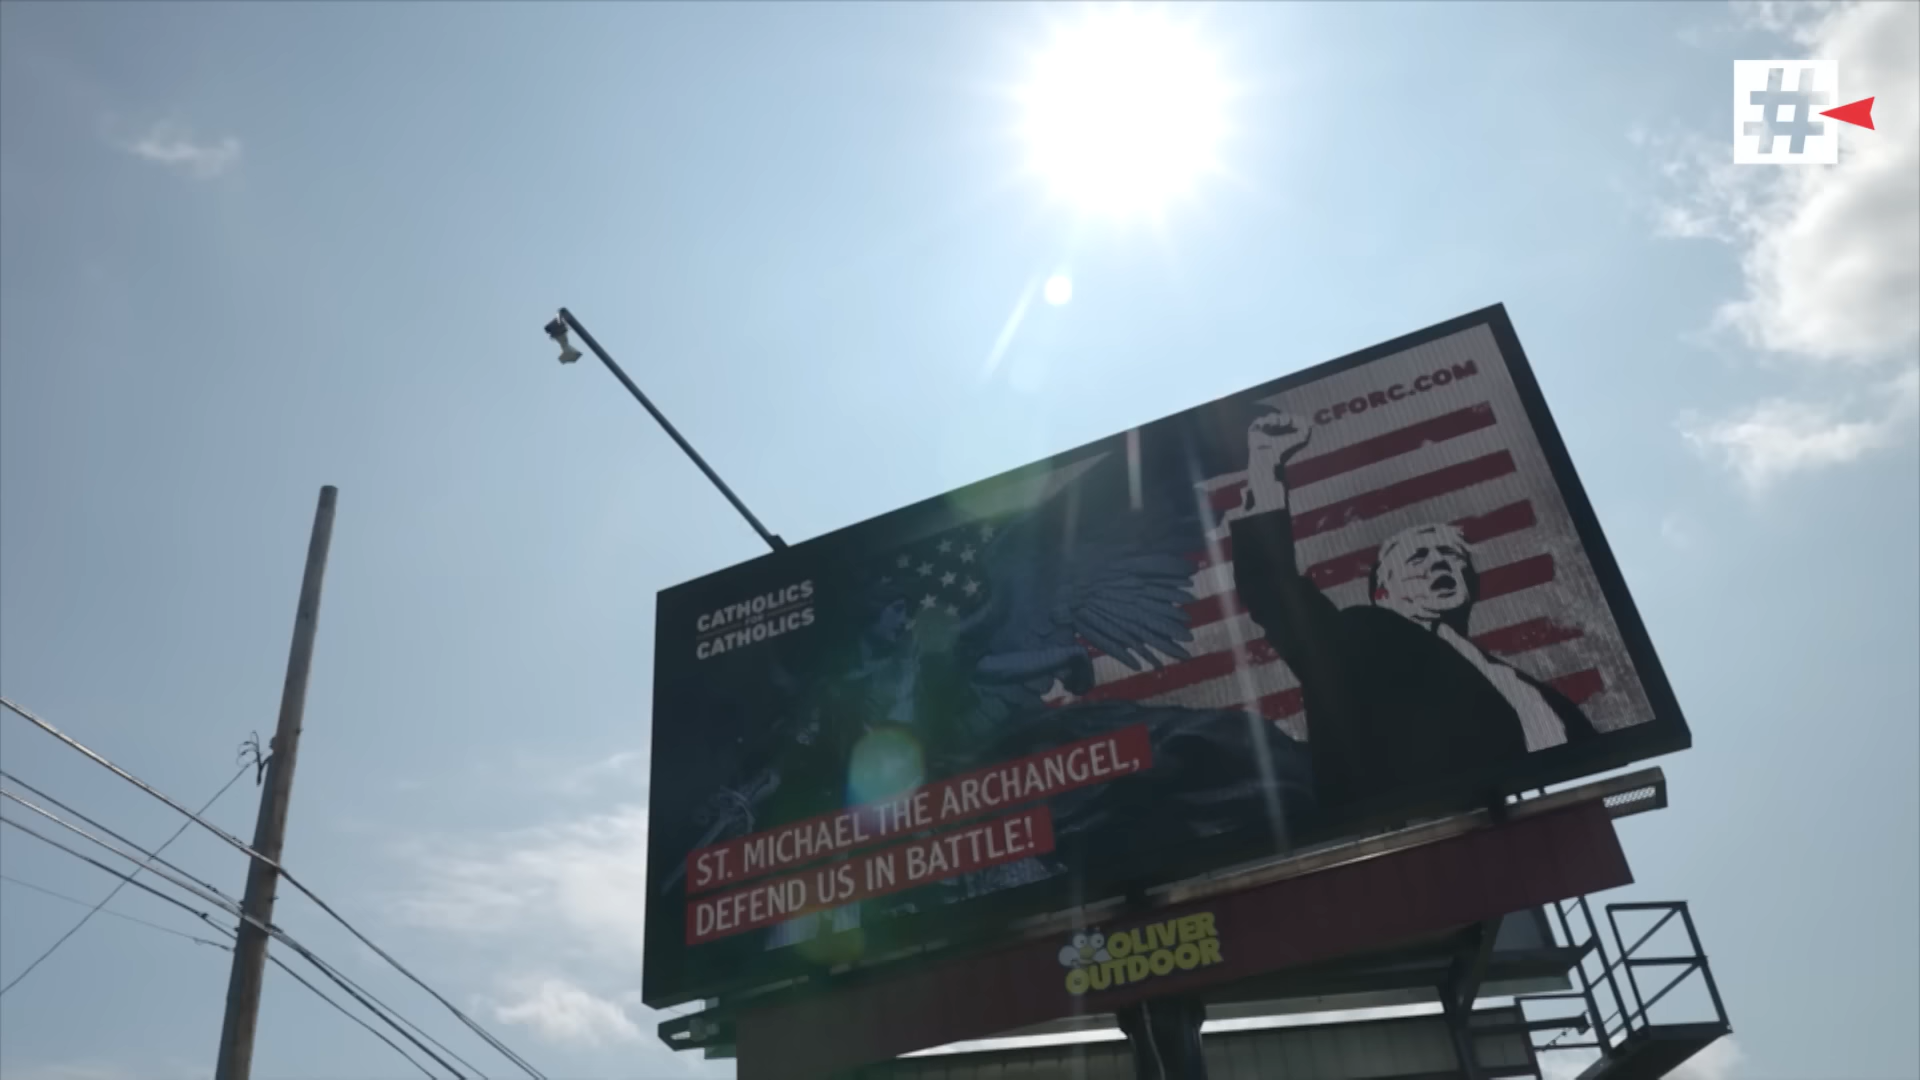 #
CFORC.COM
CATHOLICS
FOR
CATHOLICS
ST. MICHAEL THE ARCHANGEL,
DEFEND US IN BATTLE!
OLIVER
OUTDOOR